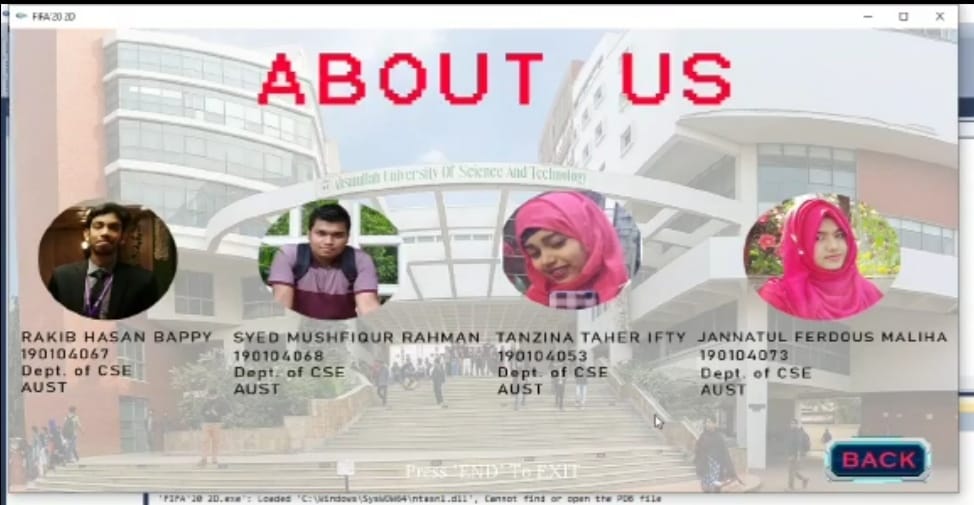 FIFA'20 2D
ABOUT US
Ahsanullah University Of Science And Technology
RAKIB HASAN BAPPY
190104067
Dept. of CSE
AUST
SYED MUSHFIQUR RAHMAN
190104068
Dept. of CSE
AUST
TANZINA TAHER IFTY
190104053
Dept. of CSE
AUST
JANNATUL FERDOUS MALIHA
190104073
Dept. of CSE
AUST
Press 'END' To EXIT
BACK
'FIFA'20 2D.exe': Loaded 'C:\Windows\SysWOW64\ntasn1.dll', Cannot find or open the PDB file